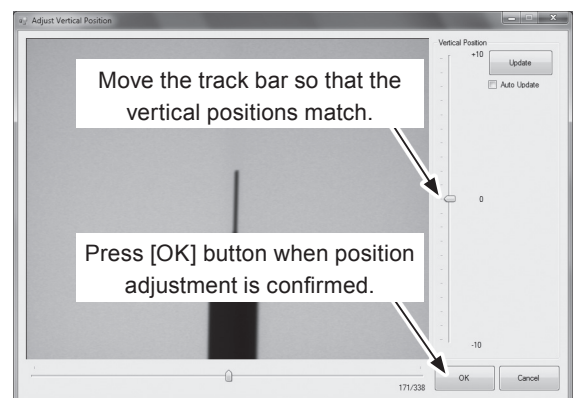 Adjust Vertical Position
Vertical Position
+10
Update
Auto Update
Move the track bar so that the
vertical positions match.
0
Press [OK] button when position
adjustment is confirmed.
-10
171/338
OK
Cancel